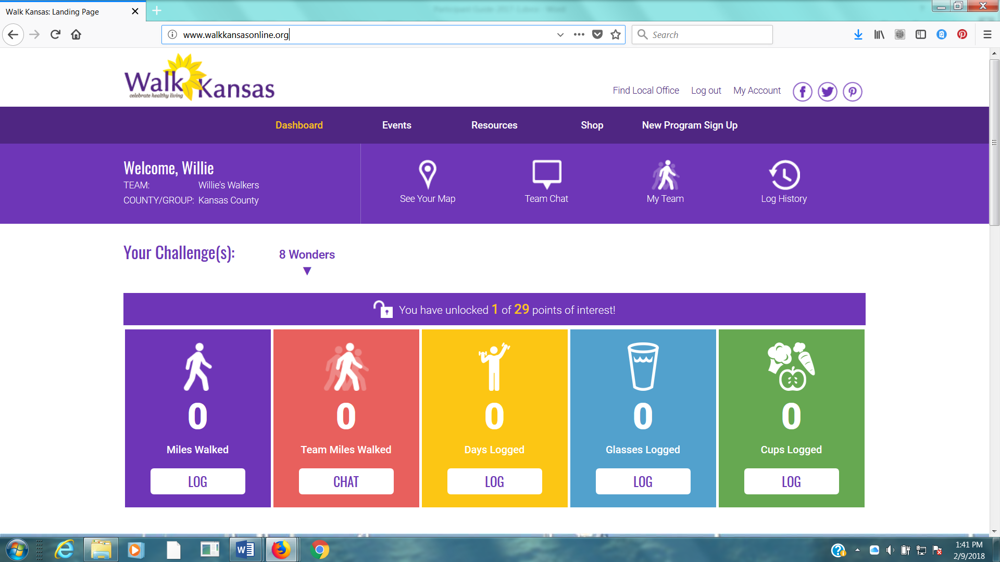 Walk Kansas: Landing Page
www.walkkansasonline.org
Search
Walk Kansas
celebrate healthy living
Find Local Office Log out My Account
Dashboard Events Resources Shop New Program Sign Up
Welcome, Willie
TEAM: Willie's Walkers
COUNTY/GROUP: Kansas County
See Your Map Team Chat My Team Log History
Your Challenge(s): 8 Wonders
You have unlocked 1 of 29 points of interest!
0 0 0 0 0
Miles Walked Team Miles Walked Days Logged Glasses Logged Cups Logged
LOG CHAT LOG LOG LOG
1:41 PM
2/9/2018